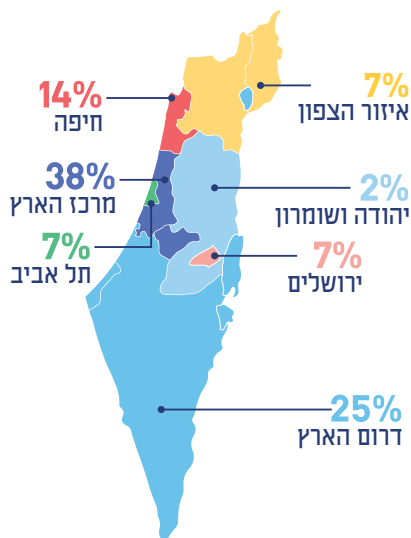 7%
איזור הצפון
14%
חיפה
38%
מרכז הארץ
2%
יהודה ושומרון
7%
תל אביב
7%
ירושלים
25%
דרום הארץ